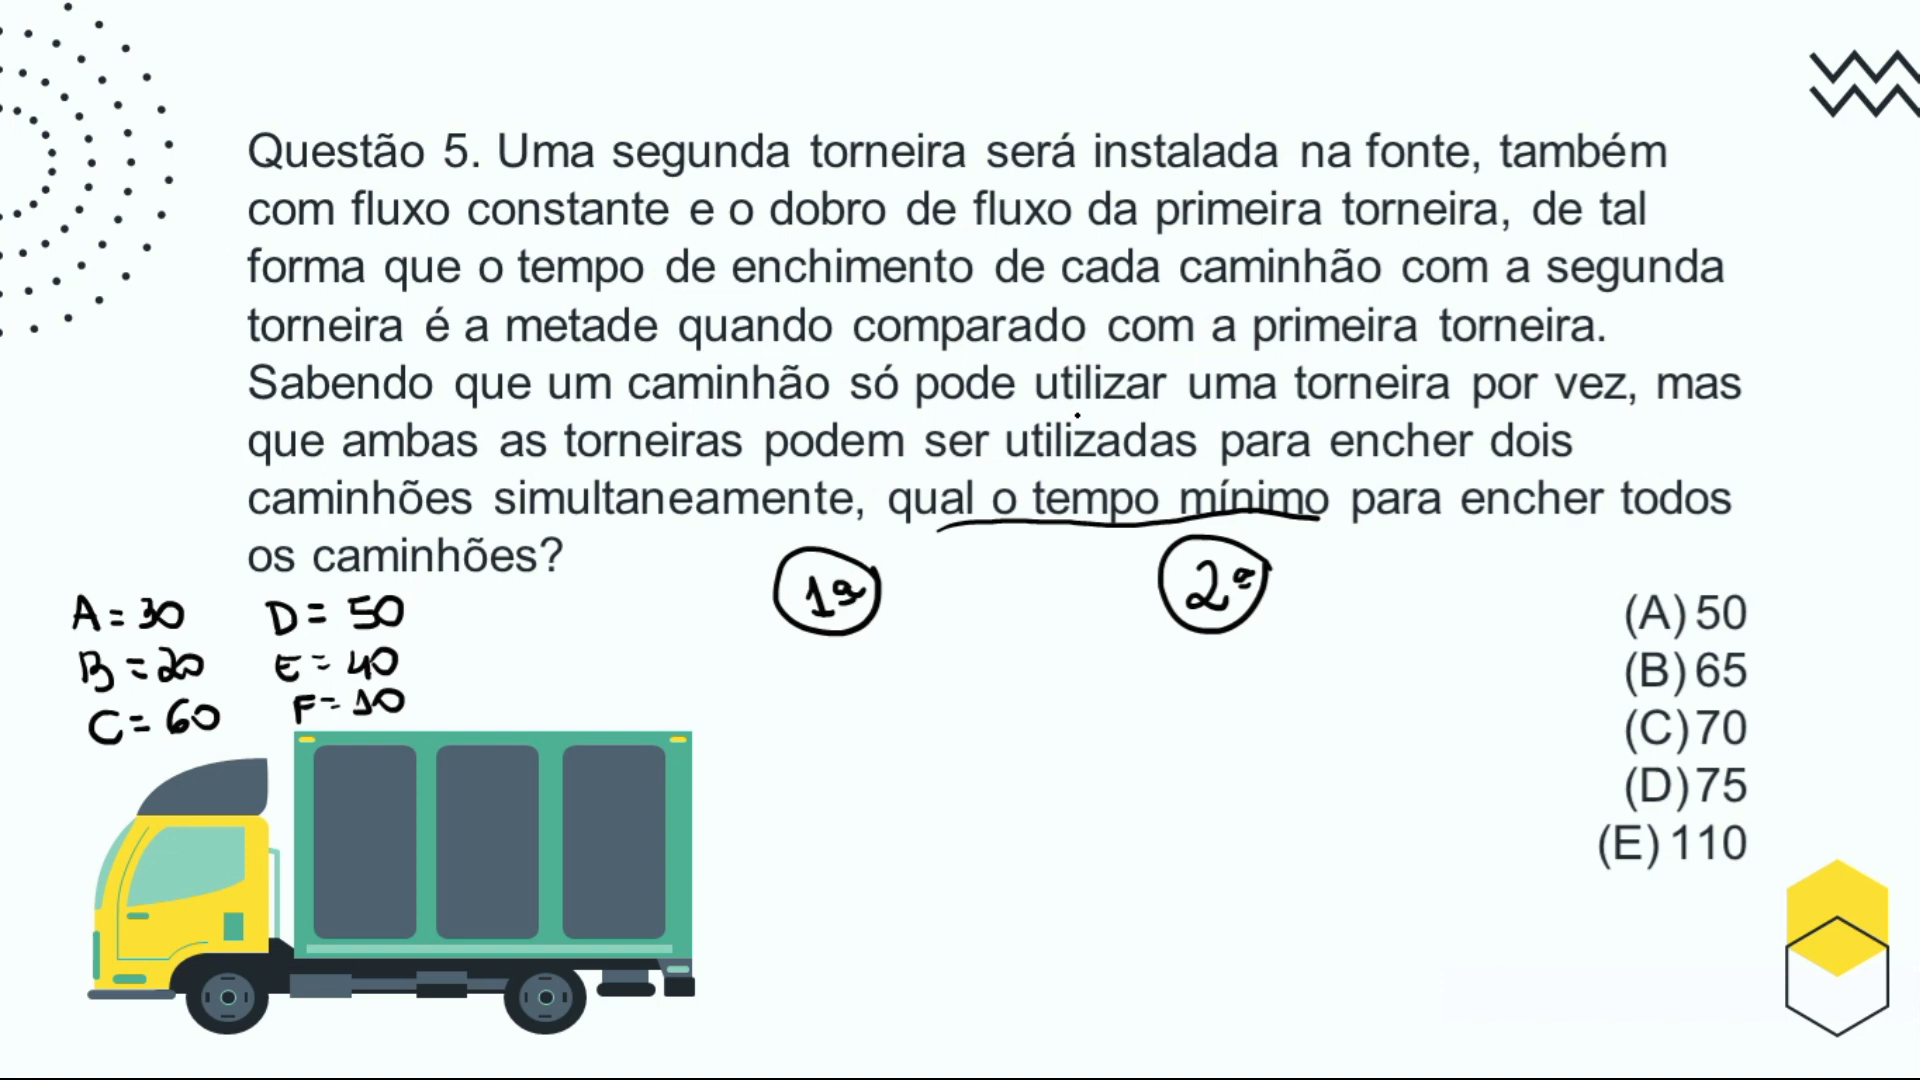 Questão 5. Uma segunda torneira será instalada na fonte, também
com fluxo constante e o dobro de fluxo da primeira torneira, de tal
forma que o tempo de enchimento de cada caminhão com a segunda
torneira é a metade quando comparado com a primeira torneira.
Sabendo que um caminhão só pode utilizar uma torneira por vez, mas
que ambas as torneiras podem ser utilizadas para encher dois
caminhões simultaneamente, qual o tempo mínimo para encher todos
os caminhões?
1ª
2ª
A = 30
B = 20
C = 60
D = 50
E = 40
F = 10
(A) 50
(B) 65
(C) 70
(D) 75
(E) 110